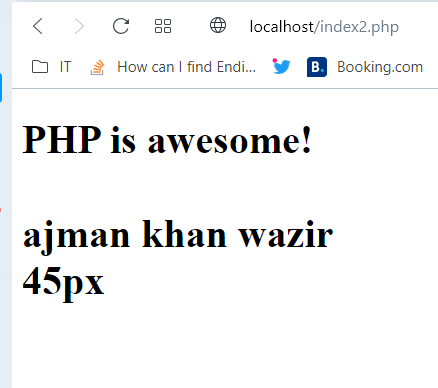 localhost/index2.php
IT How can I find Endi... B. Booking.com
PHP is awesome!
ajman khan wazir
45px